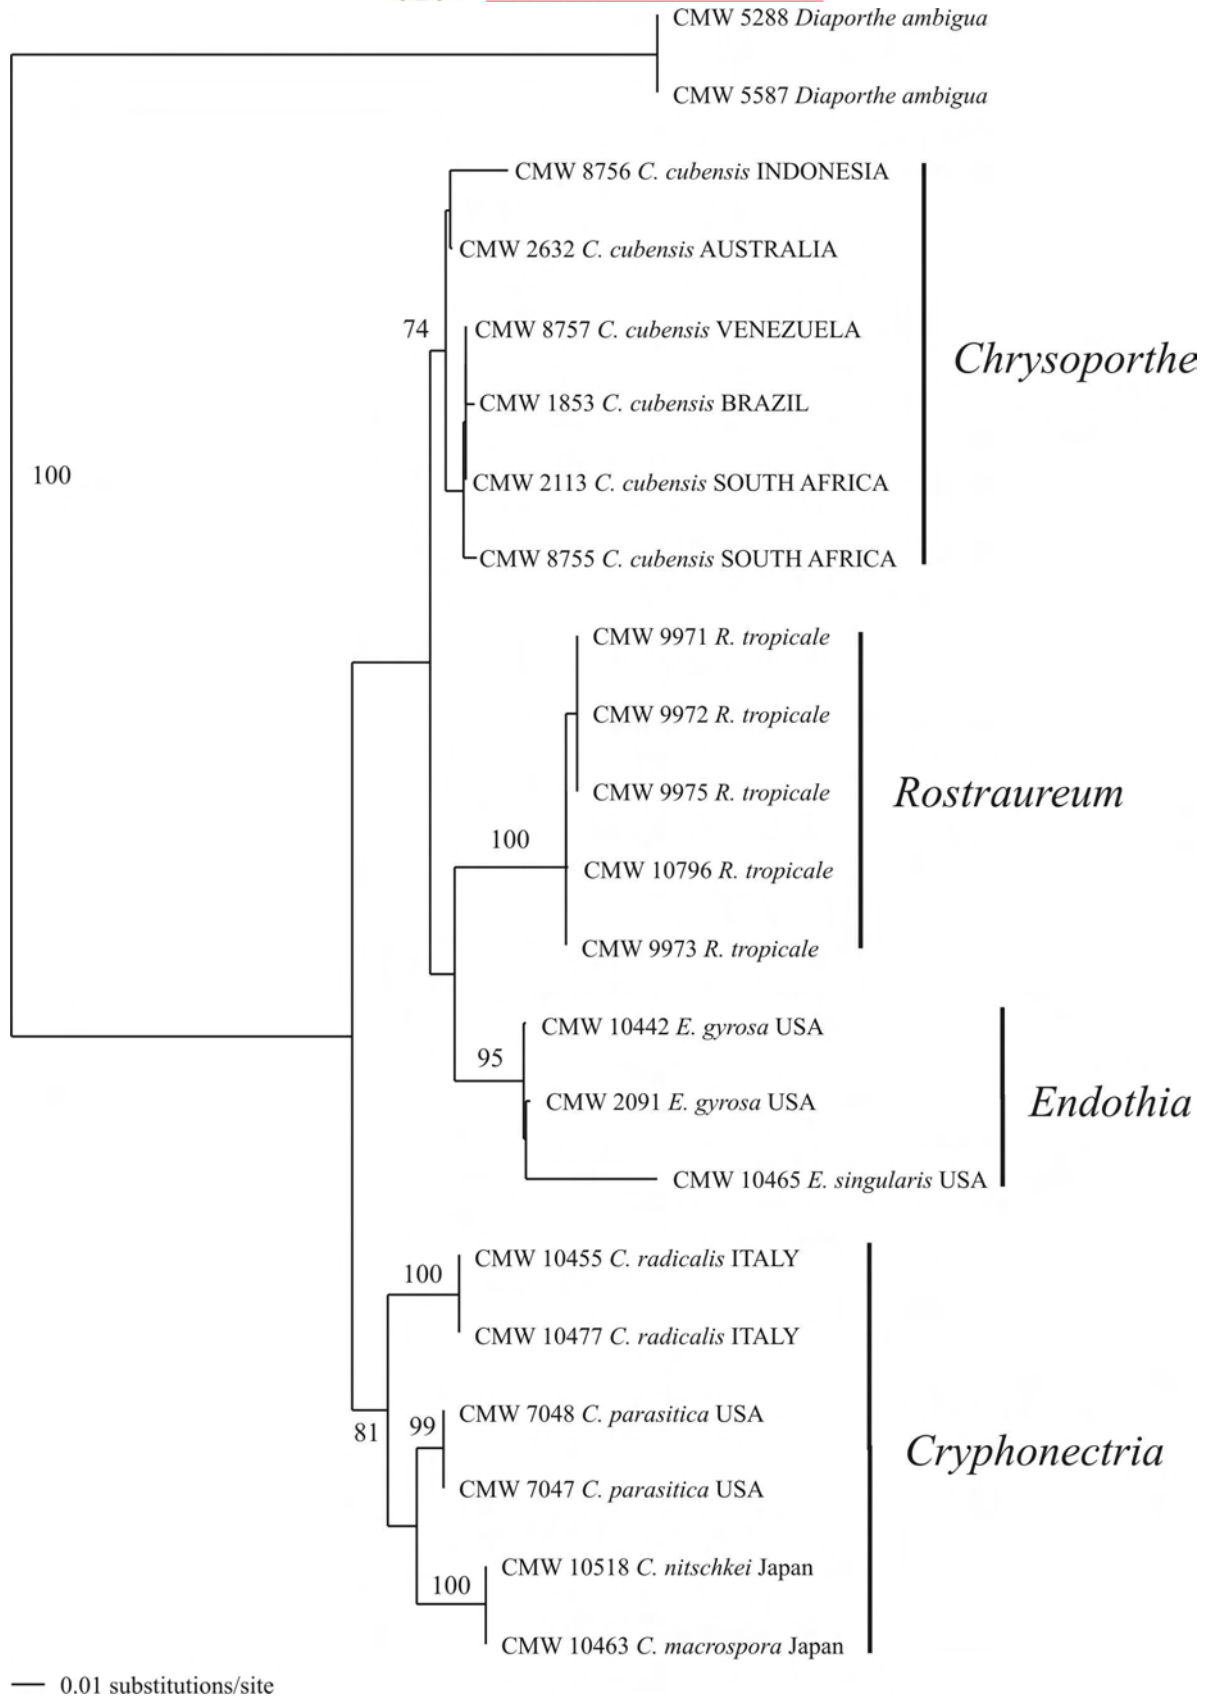 CMW 5288 Diaporthe ambigua
CMW 5587 Diaporthe ambigua
CMW 8756 C. cubensis INDONESIA
CMW 2632 C. cubensis AUSTRALIA
74
CMW 8757 C. cubensis VENEZUELA
Chrysoporthe
CMW 1853 C. cubensis BRAZIL
100
CMW 2113 C. cubensis SOUTH AFRICA
CMW 8755 C. cubensis SOUTH AFRICA
CMW 9971 R. tropicale
CMW 9972 R. tropicale
CMW 9975 R. tropicale
Rostraureum
100
CMW 10796 R. tropicale
CMW 9973 R. tropicale
CMW 10442 E. gyrosa USA
95
CMW 2091 E. gyrosa USA
Endothia
CMW 10465 E. singularis USA
CMW 10455 C. radicalis ITALY
100
CMW 10477 C. radicalis ITALY
CMW 7048 C. parasitica USA
81
99
Cryphonectria
CMW 7047 C. parasitica USA
CMW 10518 C. nitschkei Japan
100
CMW 10463 C. macrospora Japan
0.01 substitutions/site